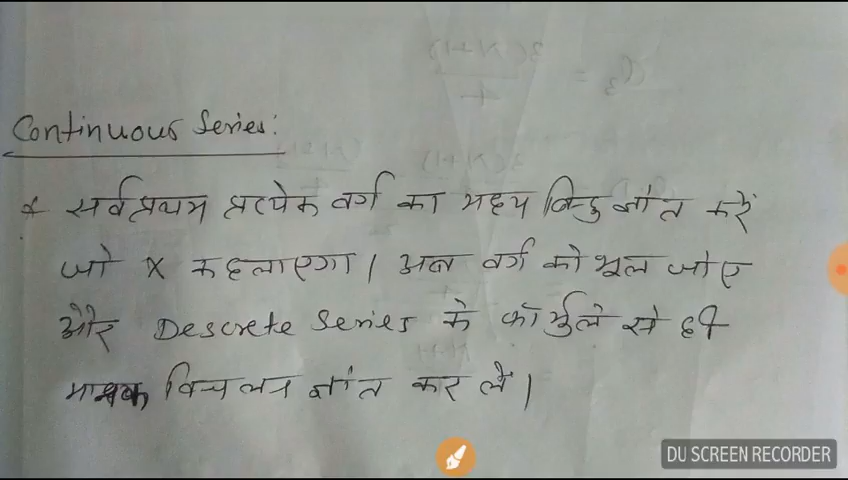 Continuous Series:
* सर्वप्रथम प्रत्येक वर्ग का मध्य बिन्दु ज्ञात करें
जो X कहलाएगा। अब वर्ग को भूल जाए
और Descrete Series के फॉर्मुले से ही
मानक विचलन ज्ञात कर लें।
DU SCREEN RECORDER